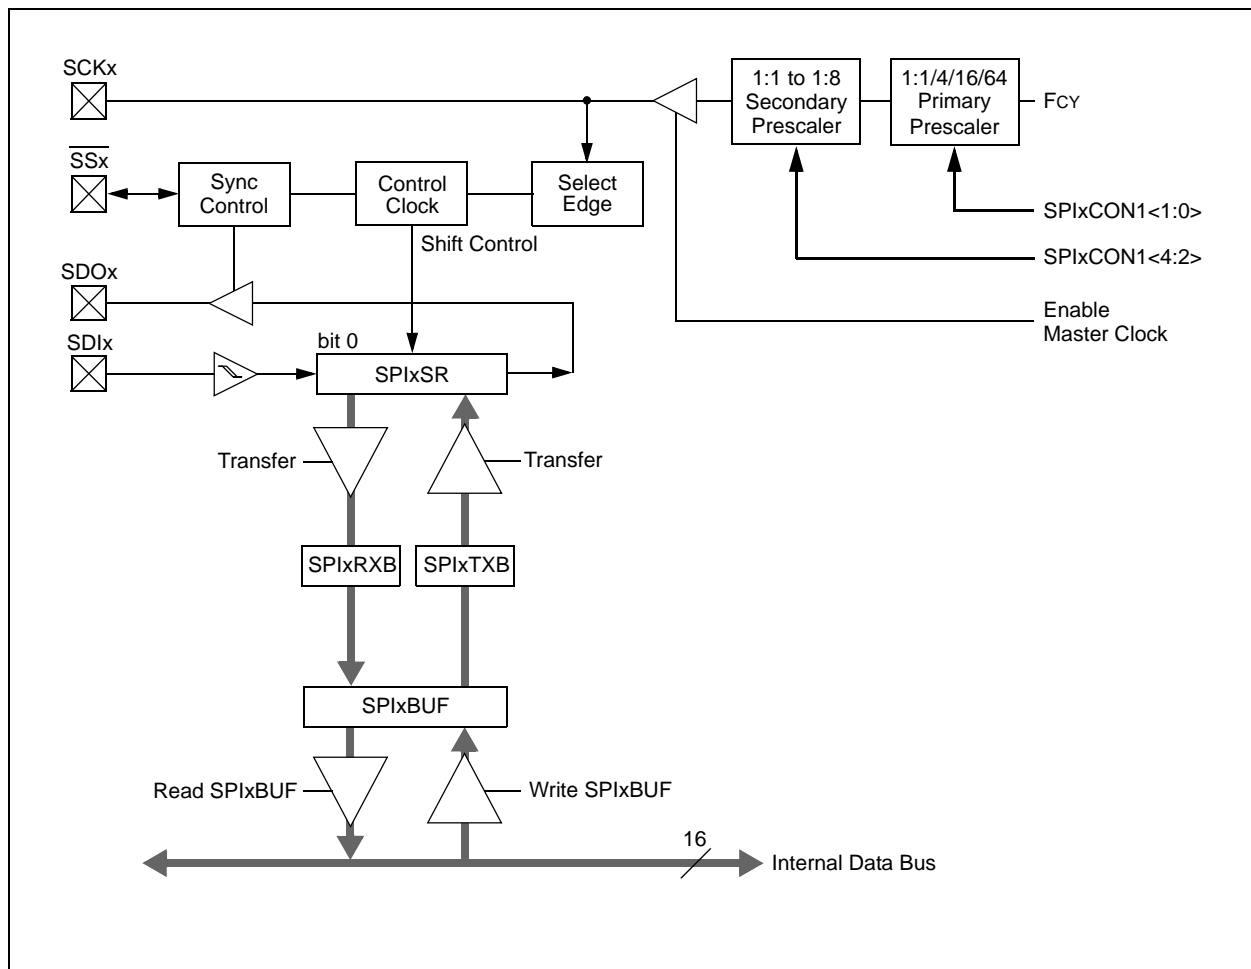 SCKx
1:1 to 1:8
Secondary
Prescaler
1:1/4/16/64
Primary
Prescaler
FCY
SSx
Sync
Control
Control
Clock
Select
Edge
SPIxCON1<1:0>
Shift Control
SPIxCON1<4:2>
SDOx
Enable
Master Clock
SDIx
bit 0
SPIxSR
Transfer
Transfer
SPIxRXB
SPIxTXB
SPIxBUF
Read SPIxBUF
Write SPIxBUF
16
Internal Data Bus